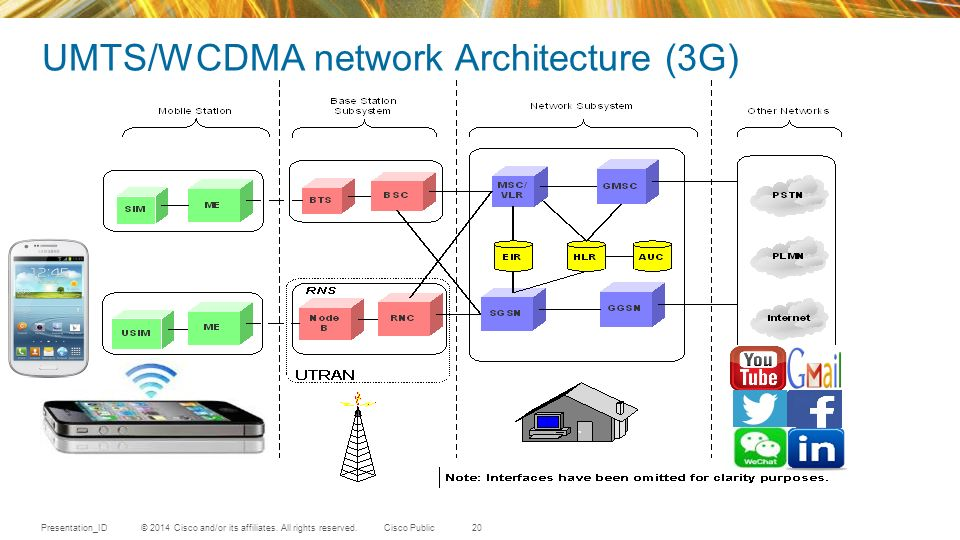 UMTS/WCDMA network Architecture (3G)
Mobile Station
Base Station
Subsystem
Network Subsystem
Other Networks
SIM
ME
BTS
BSC
MSC/
VLR
GMSC
PSTN
EIR
HLR
AUC
PLMN
RNS
USIM
ME
Node
B
RNC
SGSN
GGSN
Internet
UTRAN
You
Tube
GMail
f
WeChat
in
Note: Interfaces have been omitted for clarity purposes.
Presentation_ID © 2014 Cisco and/or its affiliates. All rights reserved. Cisco Public 20